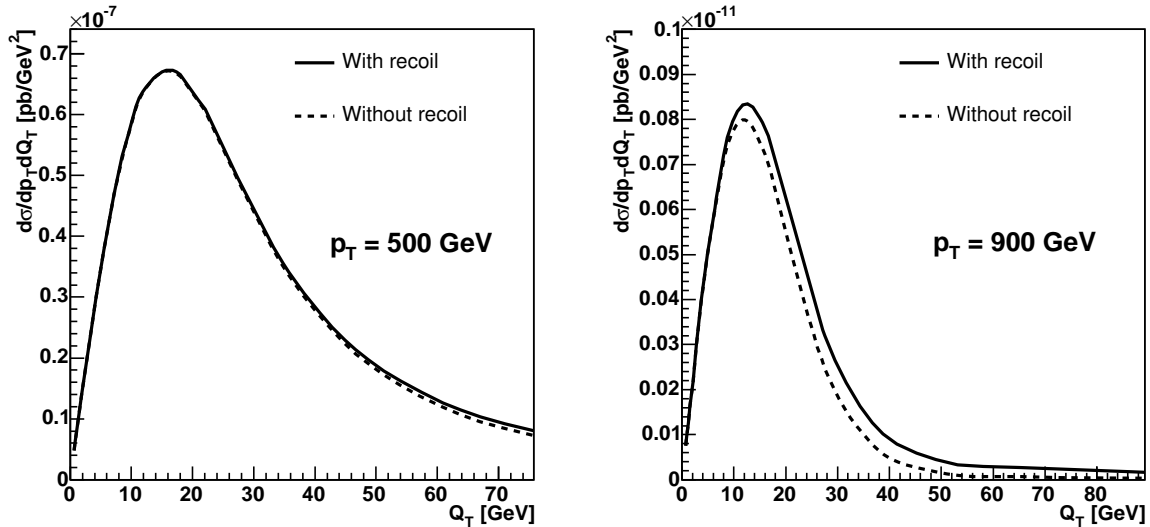 ×10⁻⁷
dσ/dp_T dQ_T [pb/GeV²]
0.7
0.6
0.5
0.4
0.3
0.2
0.1
0
With recoil
Without recoil
p_T = 500 GeV
0 10 20 30 40 50 60 70
Q_T [GeV]
×10⁻¹¹
dσ/dp_T dQ_T [pb/GeV²]
0.1
0.09
0.08
0.07
0.06
0.05
0.04
0.03
0.02
0.01
0
With recoil
Without recoil
p_T = 900 GeV
0 10 20 30 40 50 60 70 80
Q_T [GeV]